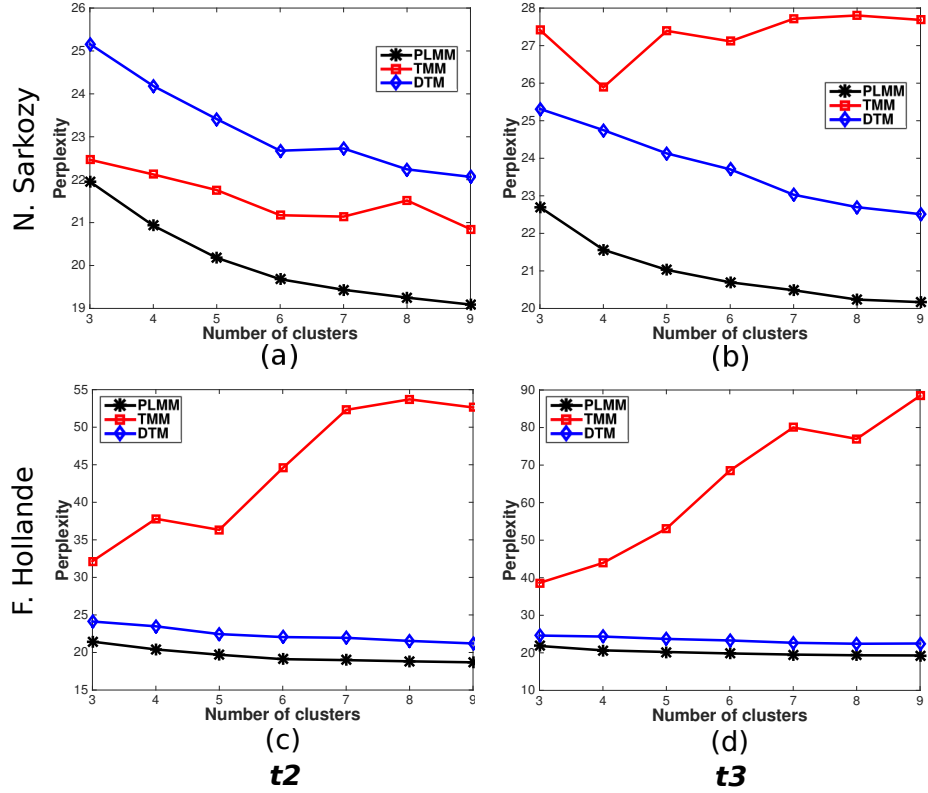 N. Sarkozy
Perplexity
26
25
24
23
22
21
20
19
PLMM
TMM
DTM
3 4 5 6 7 8 9
Number of clusters
(a)
Perplexity
28
27
26
25
24
23
22
21
20
PLMM
TMM
DTM
3 4 5 6 7 8 9
Number of clusters
(b)
F. Hollande
Perplexity
55
50
45
40
35
30
25
20
15
PLMM
TMM
DTM
3 4 5 6 7 8 9
Number of clusters
(c)
t2
Perplexity
90
80
70
60
50
40
30
20
10
PLMM
TMM
DTM
3 4 5 6 7 8 9
Number of clusters
(d)
t3